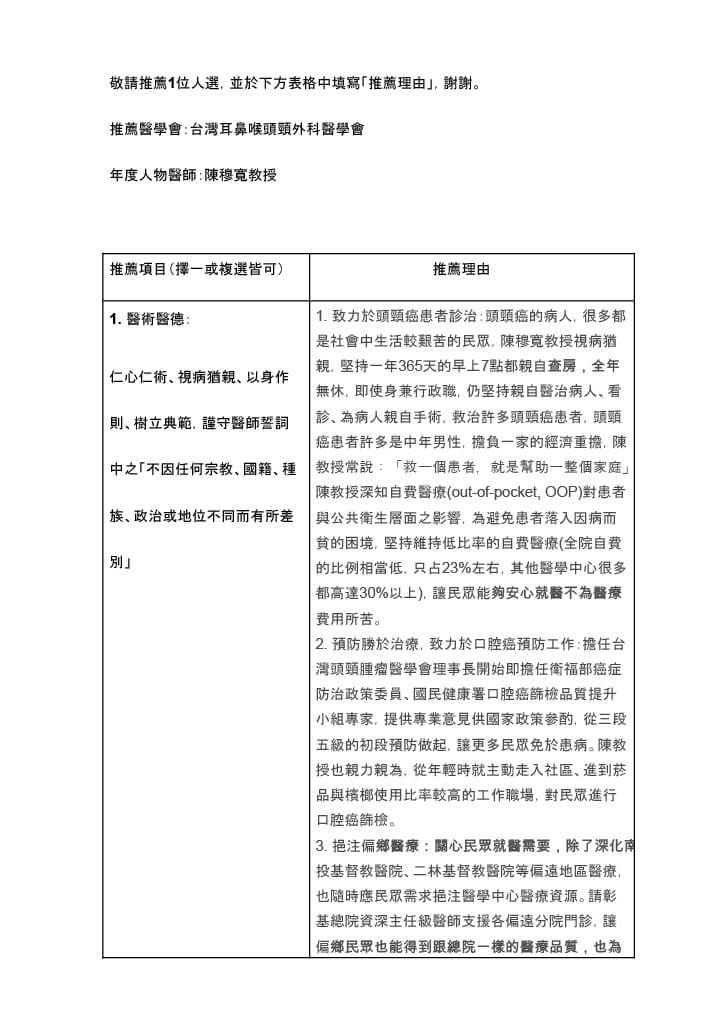 敬請推薦1位人選, 並於下方表格中填寫「推薦理由」, 謝謝。
推薦醫學會:台灣耳鼻喉頭頸外科醫學會
年度人物醫師:陳穆寬教授
推薦項目(擇一或複選皆可)
推薦理由
1. 醫術醫德:
仁心仁術、視病猶親、以身作
則、樹立典範, 謹守醫師誓詞
中之「不因任何宗教、國籍、種
族、政治或地位不同而有所差
別」
1. 致力於頭頸癌患者診治:頭頸癌的病人, 很多都
是社會中生活較艱苦的民眾, 陳穆寬教授視病猶
親, 堅持一年365天的早上7點都親自查房，全年
無休, 即使身兼行政職, 仍堅持親自醫治病人、看
診、為病人親自手術, 救治許多頭頸癌患者, 頭頸
癌患者許多是中年男性, 擔負一家的經濟重擔, 陳
教授常說：「救一個患者, 就是幫助一整個家庭」
陳教授深知自費醫療(out-of-pocket, OOP)對患者
與公共衛生層面之影響, 為避免患者落入因病而
貧的困境, 堅持維持低比率的自費醫療(全院自費
的比例相當低, 只占23%左右, 其他醫學中心很多
都高達30%以上), 讓民眾能夠安心就醫不為醫療
費用所苦。
2. 預防勝於治療, 致力於口腔癌預防工作:擔任台
灣頭頸腫瘤醫學會理事長開始即擔任衛福部癌症
防治政策委員、國民健康署口腔癌篩檢品質提升
小組專家, 提供專業意見供國家政策參酌, 從三段
五級的初段預防做起, 讓更多民眾免於患病。陳教
授也親力親為, 從年輕時就主動走入社區、進到菸
品與檳榔使用比率較高的工作職場, 對民眾進行
口腔癌篩檢。
3. 挹注偏鄉醫療：關心民眾就醫需要，除了深化南
投基督教醫院、二林基督教醫院等偏遠地區醫療,
也隨時應民眾需求挹注醫學中心醫療資源。請彰
基總院資深主任級醫師支援各偏遠分院門診, 讓
偏鄉民眾也能得到跟總院一樣的醫療品質，也為